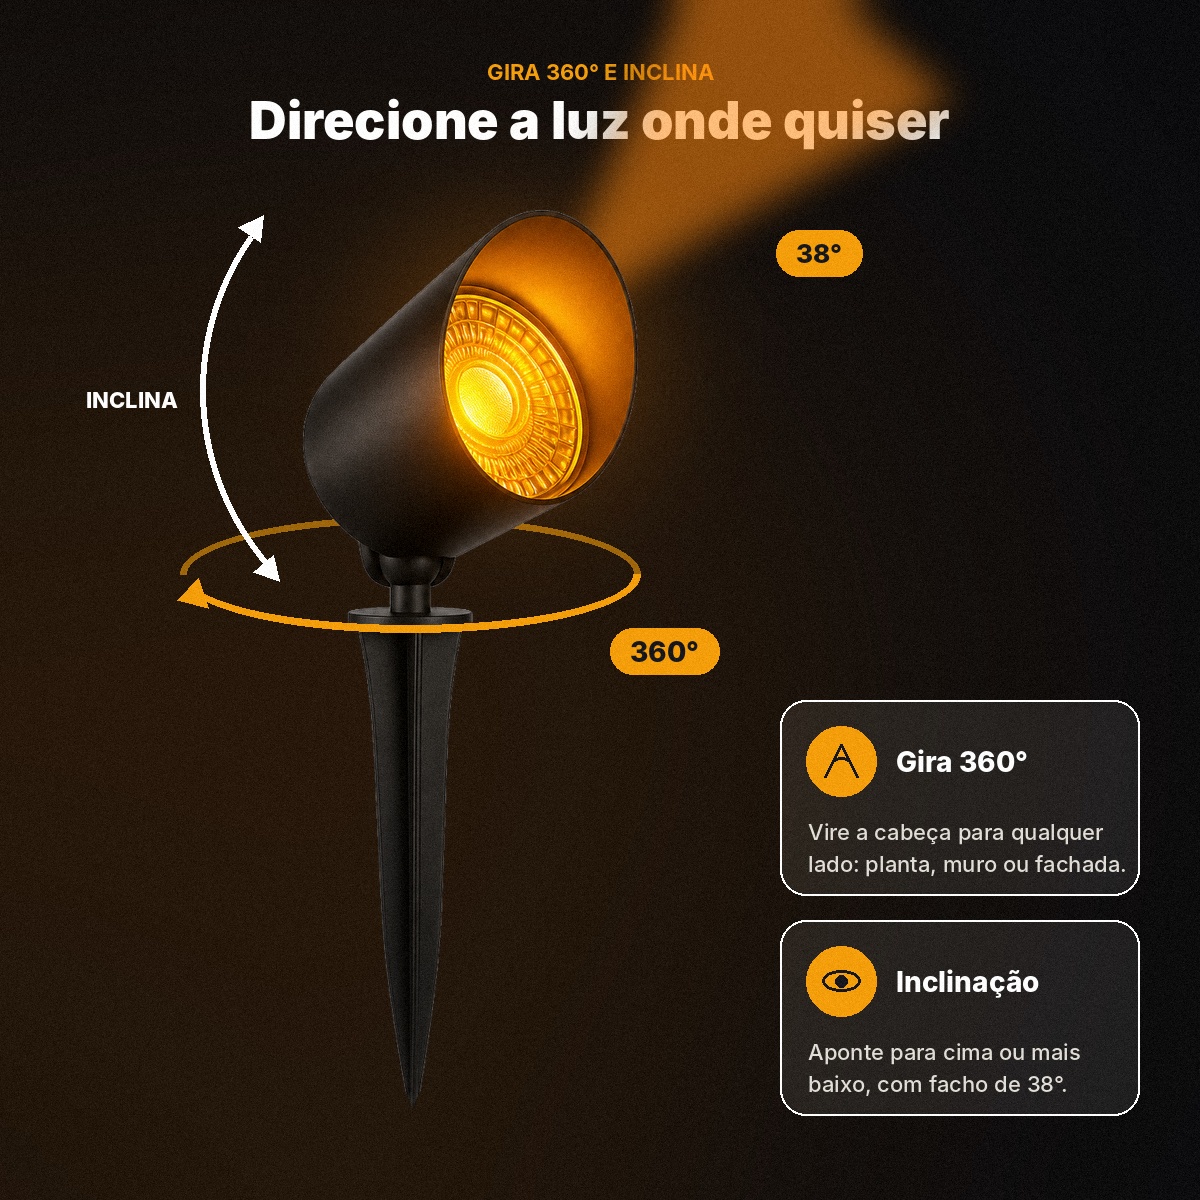 GIRA 360° E INCLINA
Direcione a luz onde quiser
38°
INCLINA
360°
Gira 360°
Vire a cabeça para qualquer
lado: planta, muro ou fachada.
Inclinação
Aponte para cima ou mais
baixo, com facho de 38°.